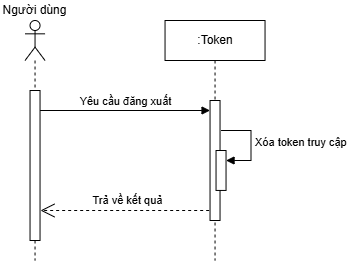 Người dùng
:Token
Yêu cầu đăng xuất
Xóa token truy cập
Trả về kết quả